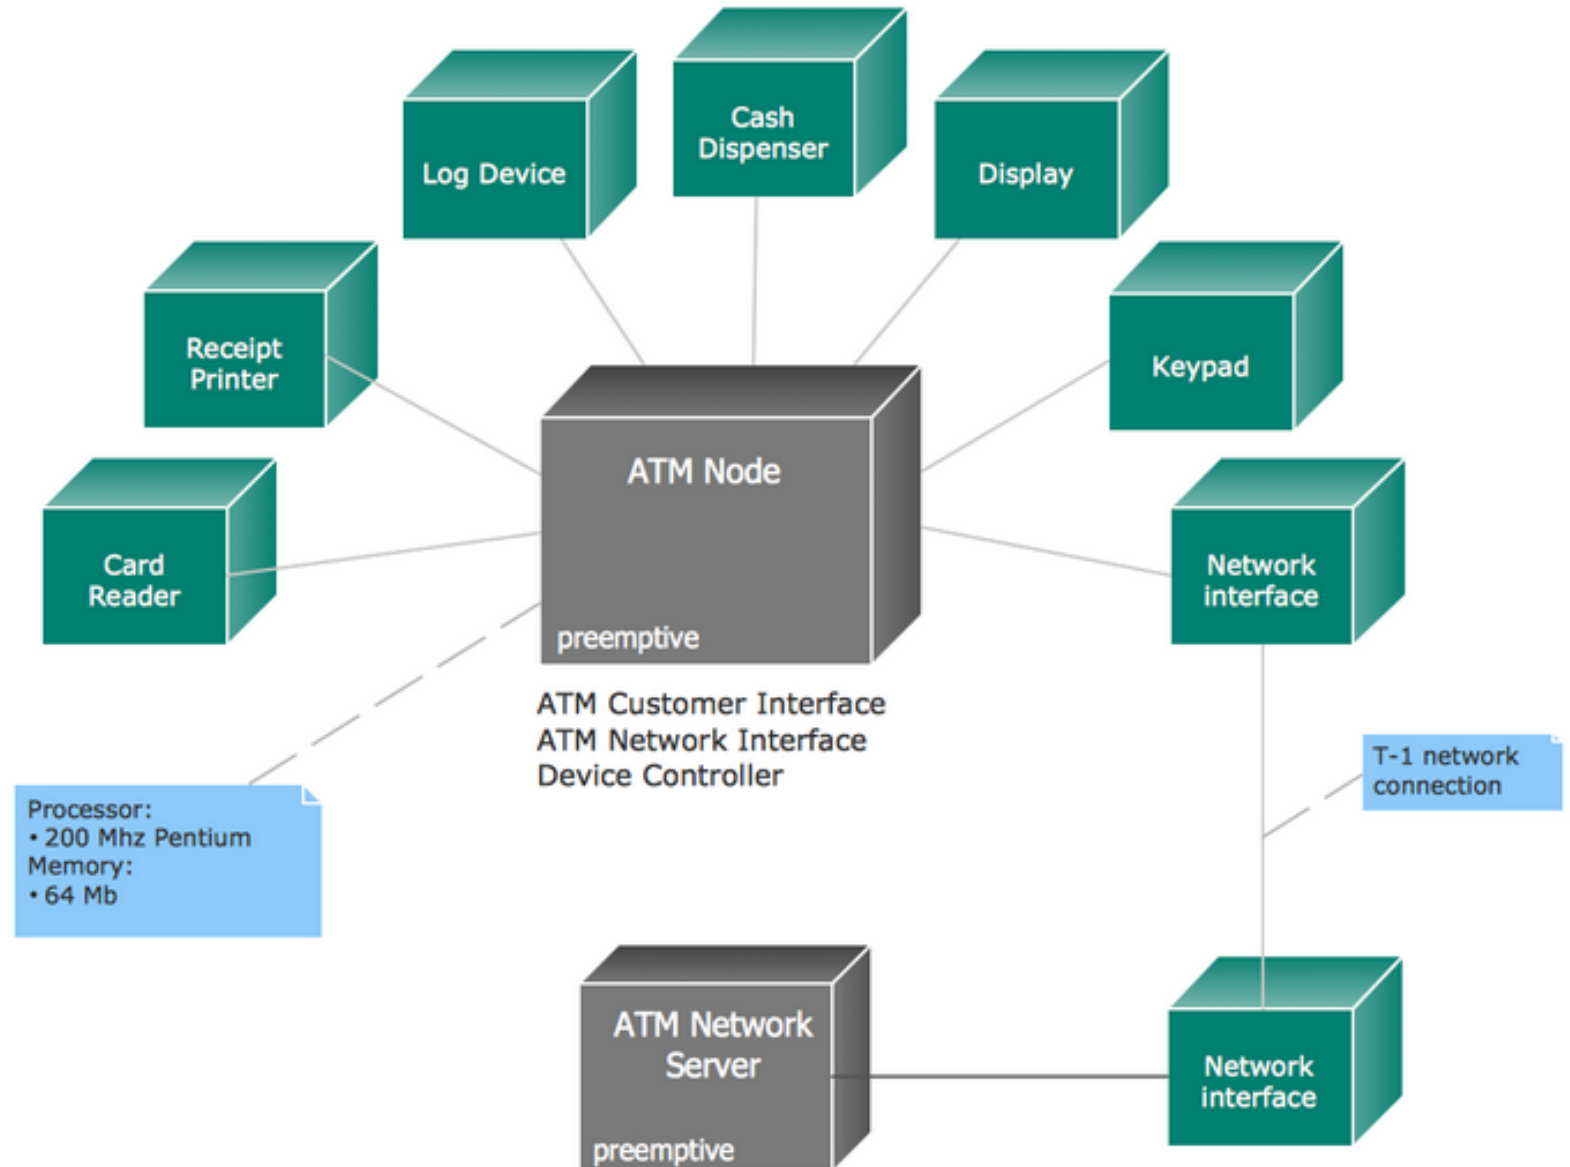 Cash
Dispenser
Log Device
Display
Receipt
Printer
Keypad
ATM Node
preemptive
Card
Reader
Network
interface
ATM Customer Interface
ATM Network Interface
Device Controller
T-1 network
connection
Processor:
• 200 Mhz Pentium
Memory:
• 64 Mb
ATM Network
Server
preemptive
Network
interface